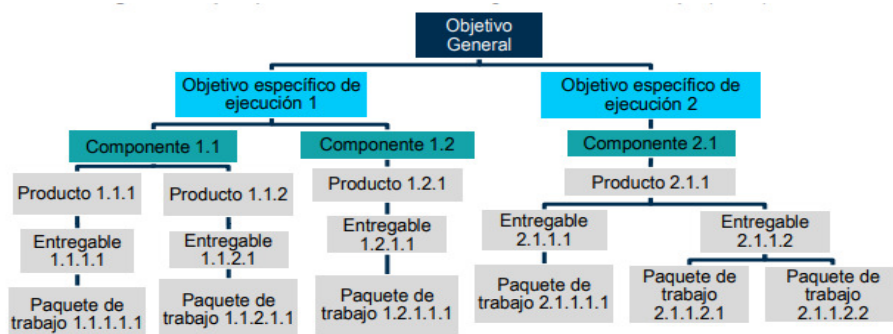 Objetivo
General
Objetivo específico de
ejecución 1
Objetivo específico de
ejecución 2
Componente 1.1
Componente 1.2
Componente 2.1
Producto 1.1.1
Producto 1.1.2
Producto 1.2.1
Producto 2.1.1
Entregable
1.1.1.1
Entregable
1.1.2.1
Entregable
1.2.1.1
Entregable
2.1.1.1
Entregable
2.1.1.2
Paquete de
trabajo 1.1.1.1.1
Paquete de
trabajo 1.1.2.1.1
Paquete de
trabajo 1.2.1.1.1
Paquete de
trabajo 2.1.1.1.1
Paquete de
trabajo
2.1.1.2.1
Paquete de
trabajo
2.1.1.2.2